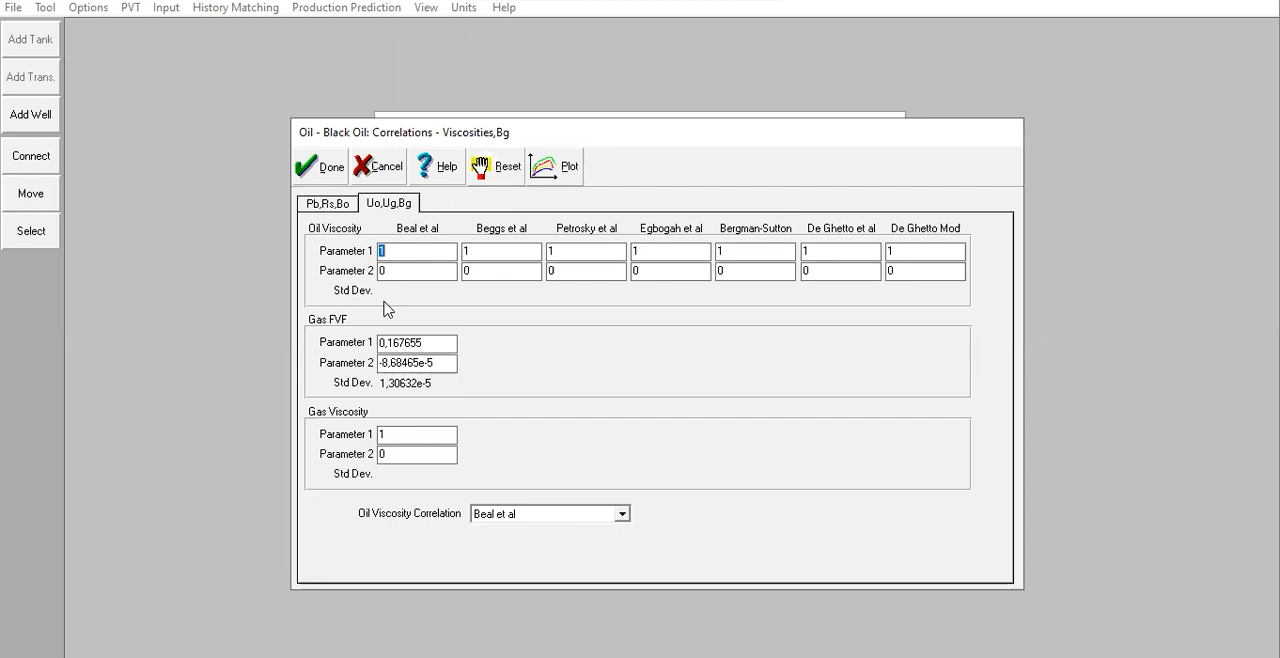 File Tool Options PVT Input History Matching Production Prediction View Units Help
Add Tank
Add Trans.
Add Well
Connect
Move
Select
Oil - Black Oil: Correlations - Viscosities,Bg
Done Cancel Help Reset Plot
Pb,Rs,Bo Uo,Ug,Bg
Oil Viscosity Beal et al Beggs et al Petrosky et al Egbogah et al Bergman-Sutton De Ghetto et al De Ghetto Mod
Parameter 1 1 1 1 1 1 1 1
Parameter 2 0 0 0 0 0 0 0
Std Dev.
Gas FVF
Parameter 1 0,167655
Parameter 2 -8,68465e-5
Std Dev. 1,30632e-5
Gas Viscosity
Parameter 1 1
Parameter 2 0
Std Dev.
Oil Viscosity Correlation Beal et al